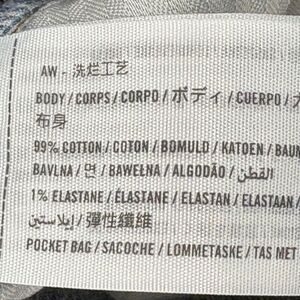 AW - 洗烂工艺
BODY / CORPS / CORPO / ボディ / CUERPO /
布身
99% COTTON / COTON / BOMULD / KATOEN / BAUM
BAVLNA / 면 / BAWEŁNA / ALGODÃO / القطن /
1% ELASTANE / ÉLASTANE / ELASTAN / ELASTAAN /
إيلاستين / 彈性纖維
POCKET BAG / SACOCHE / LOMMETASKE / TAS MET